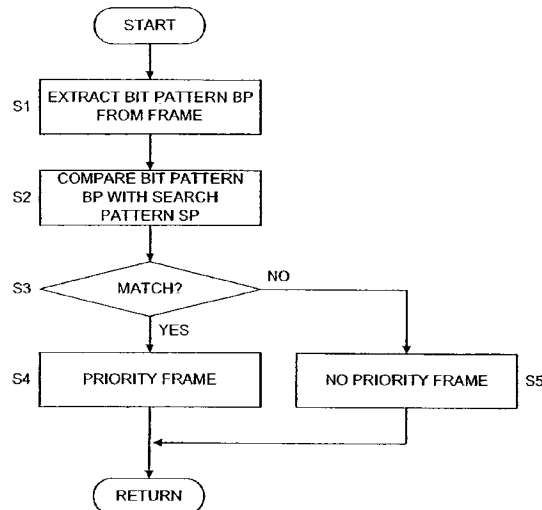 START
S1
EXTRACT BIT PATTERN BP
FROM FRAME
S2
COMPARE BIT PATTERN
BP WITH SEARCH
PATTERN SP
S3
MATCH?
NO
YES
S4
PRIORITY FRAME
NO PRIORITY FRAME
S5
RETURN